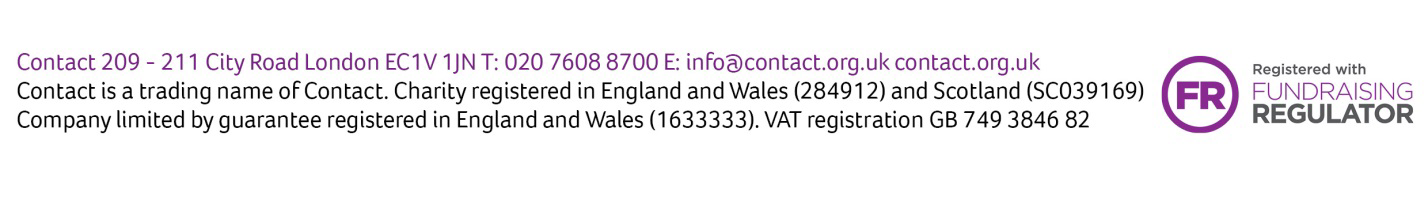 Contact 209 - 211 City Road London EC1V 1JN T: 020 7608 8700 E: info@contact.org.uk contact.org.uk
Contact is a trading name of Contact. Charity registered in England and Wales (284912) and Scotland (SC039169)
Company limited by guarantee registered in England and Wales (1633333). VAT registration GB 749 3846 82
FR
Registered with
FUNDRAISING
REGULATOR